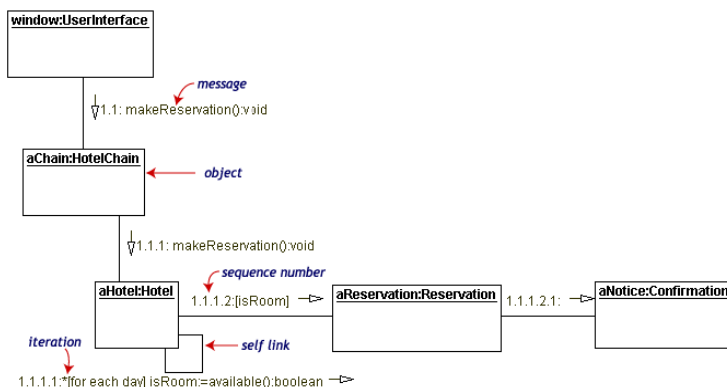 window:UserInterface
message
1.1: makeReservation():void
aChain:HotelChain
object
1.1.1: makeReservation():void
sequence number
aHotel:Hotel
1.1.1.2:[isRoom]
aReservation:Reservation
1.1.1.2.1:
aNotice:Confirmation
iteration
self link
1.1.1.1:*[for each day] isRoom:=available():boolean